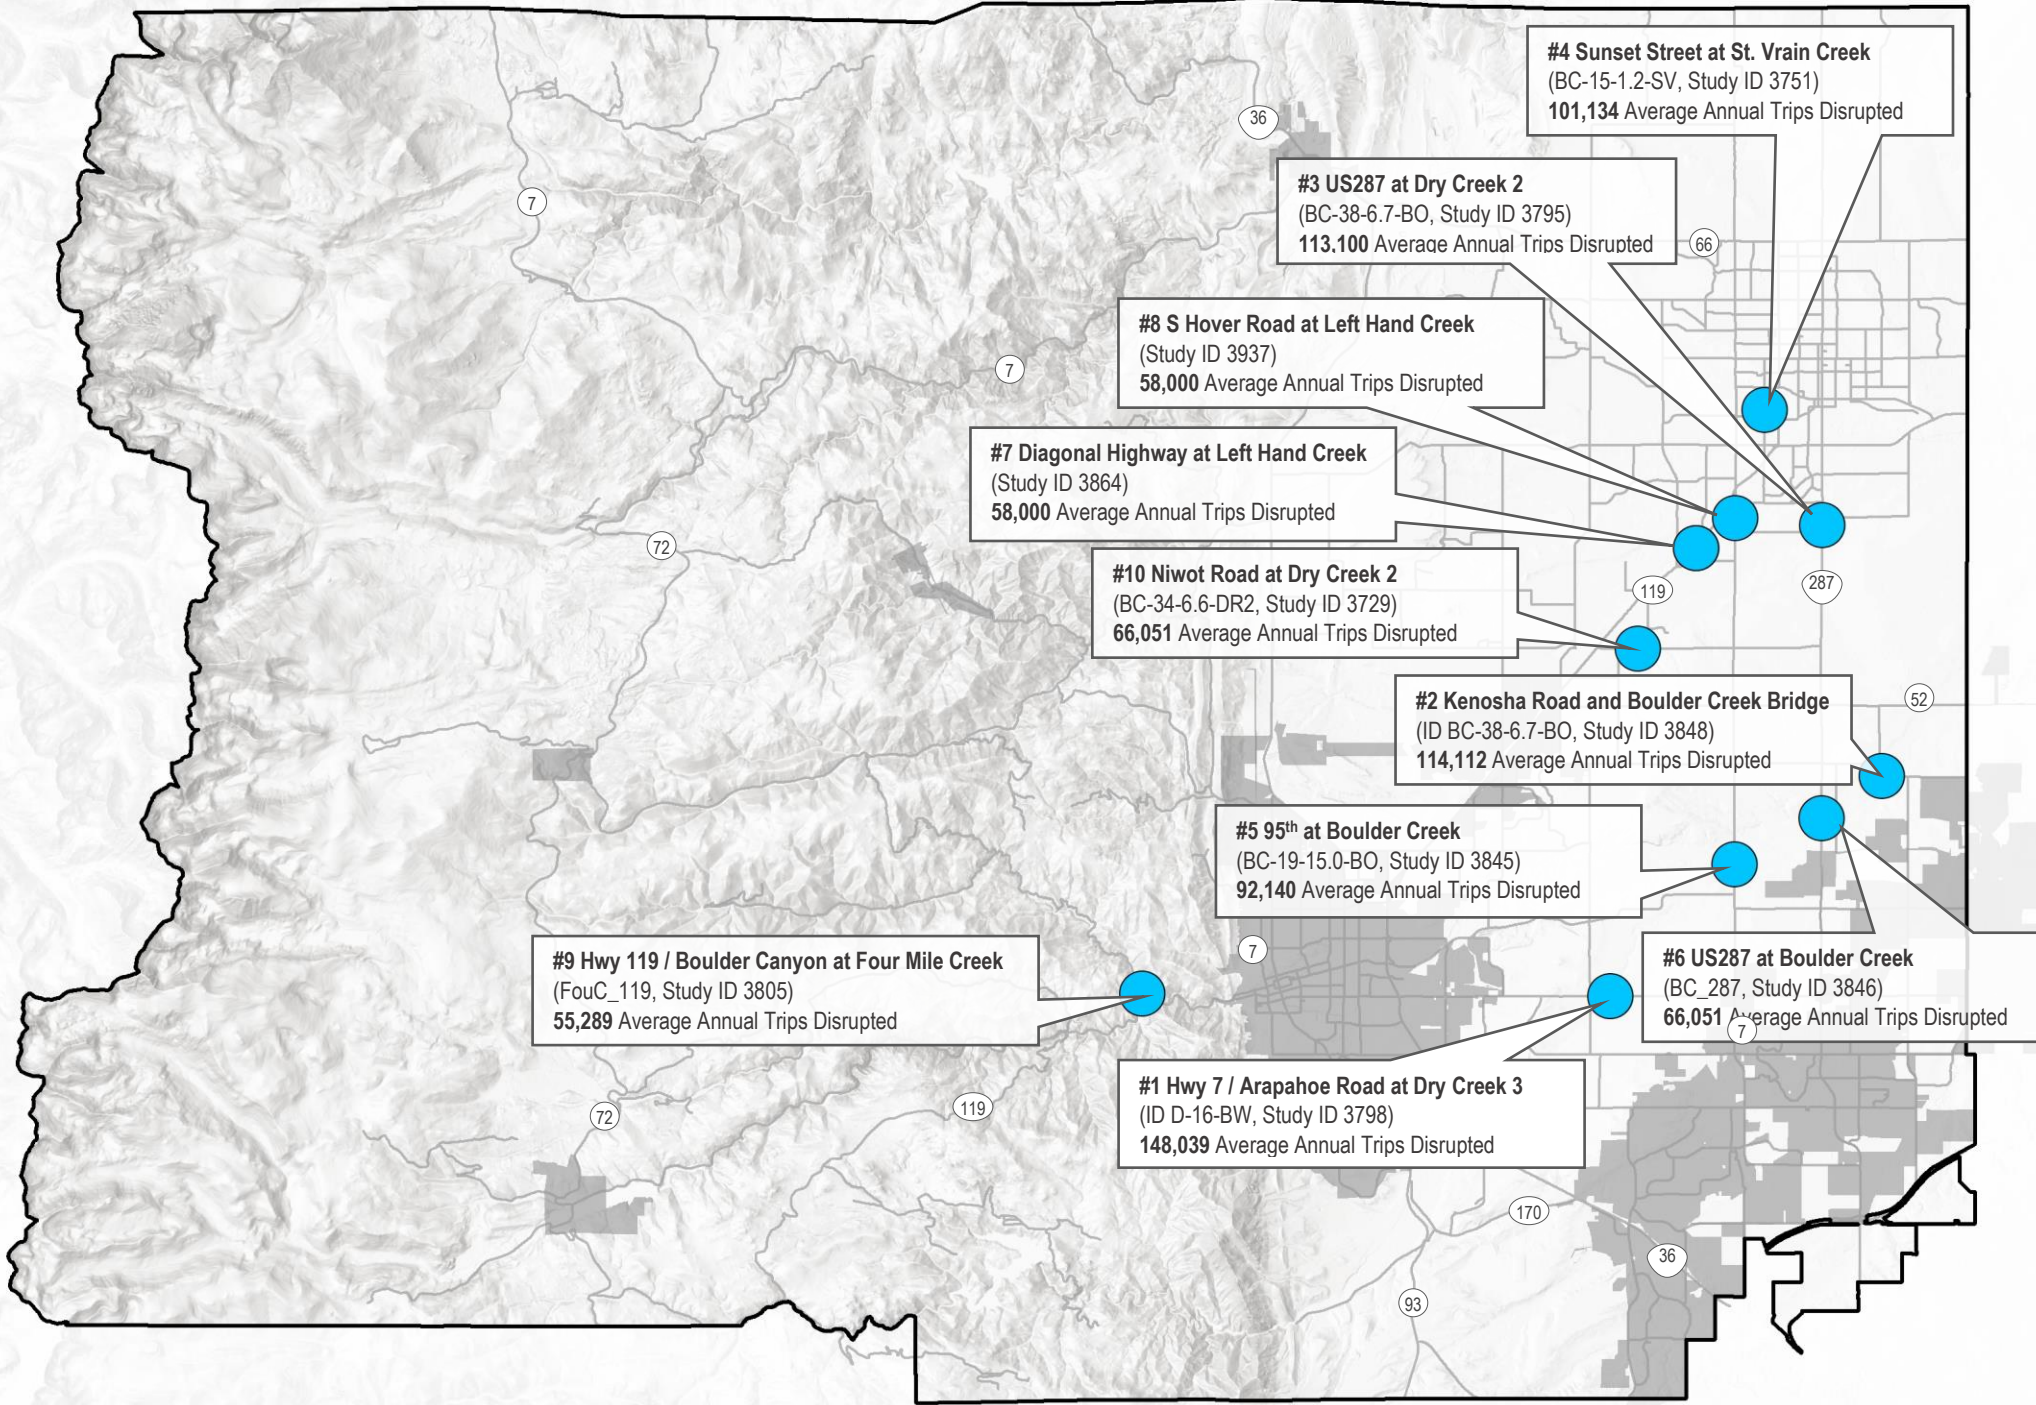 #4 Sunset Street at St. Vrain Creek
(BC-15-1.2-SV, Study ID 3751)
101,134 Average Annual Trips Disrupted
36
#3 US287 at Dry Creek 2
(BC-38-6.7-BO, Study ID 3795)
113,100 Average Annual Trips Disrupted
7
66
#8 S Hover Road at Left Hand Creek
(Study ID 3937)
58,000 Average Annual Trips Disrupted
7
#7 Diagonal Highway at Left Hand Creek
(Study ID 3864)
58,000 Average Annual Trips Disrupted
72
#10 Niwot Road at Dry Creek 2
(BC-34-6.6-DR2, Study ID 3729)
66,051 Average Annual Trips Disrupted
119
287
#2 Kenosha Road and Boulder Creek Bridge
(ID BC-38-6.7-BO, Study ID 3848)
114,112 Average Annual Trips Disrupted
52
#5 95th at Boulder Creek
(BC-19-15.0-BO, Study ID 3845)
92,140 Average Annual Trips Disrupted
#9 Hwy 119 / Boulder Canyon at Four Mile Creek
(FouC_119, Study ID 3805)
55,289 Average Annual Trips Disrupted
7
#6 US287 at Boulder Creek
(BC_287, Study ID 3846)
66,051 Average Annual Trips Disrupted
7
#1 Hwy 7 / Arapahoe Road at Dry Creek 3
(ID D-16-BW, Study ID 3798)
148,039 Average Annual Trips Disrupted
72
119
170
36
93